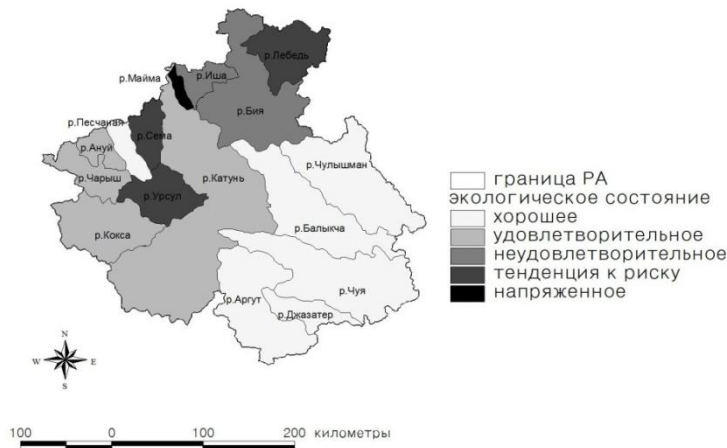 р.Лебедь
р.Майма
р.Иша
р.Бия
р.Песчаная
р.Сема
р.Ануй
р.Чулышман
р.Чарыш
р.Урсул
р.Катунь
р.Балыкча
р.Кокса
р.Чуя
р.Аргут
р.Джазатер
граница РА
экологическое состояние
хорошее
удовлетворительное
неудовлетворительное
тенденция к риску
напряженное
N
W E
S
100 0 100 200 километры